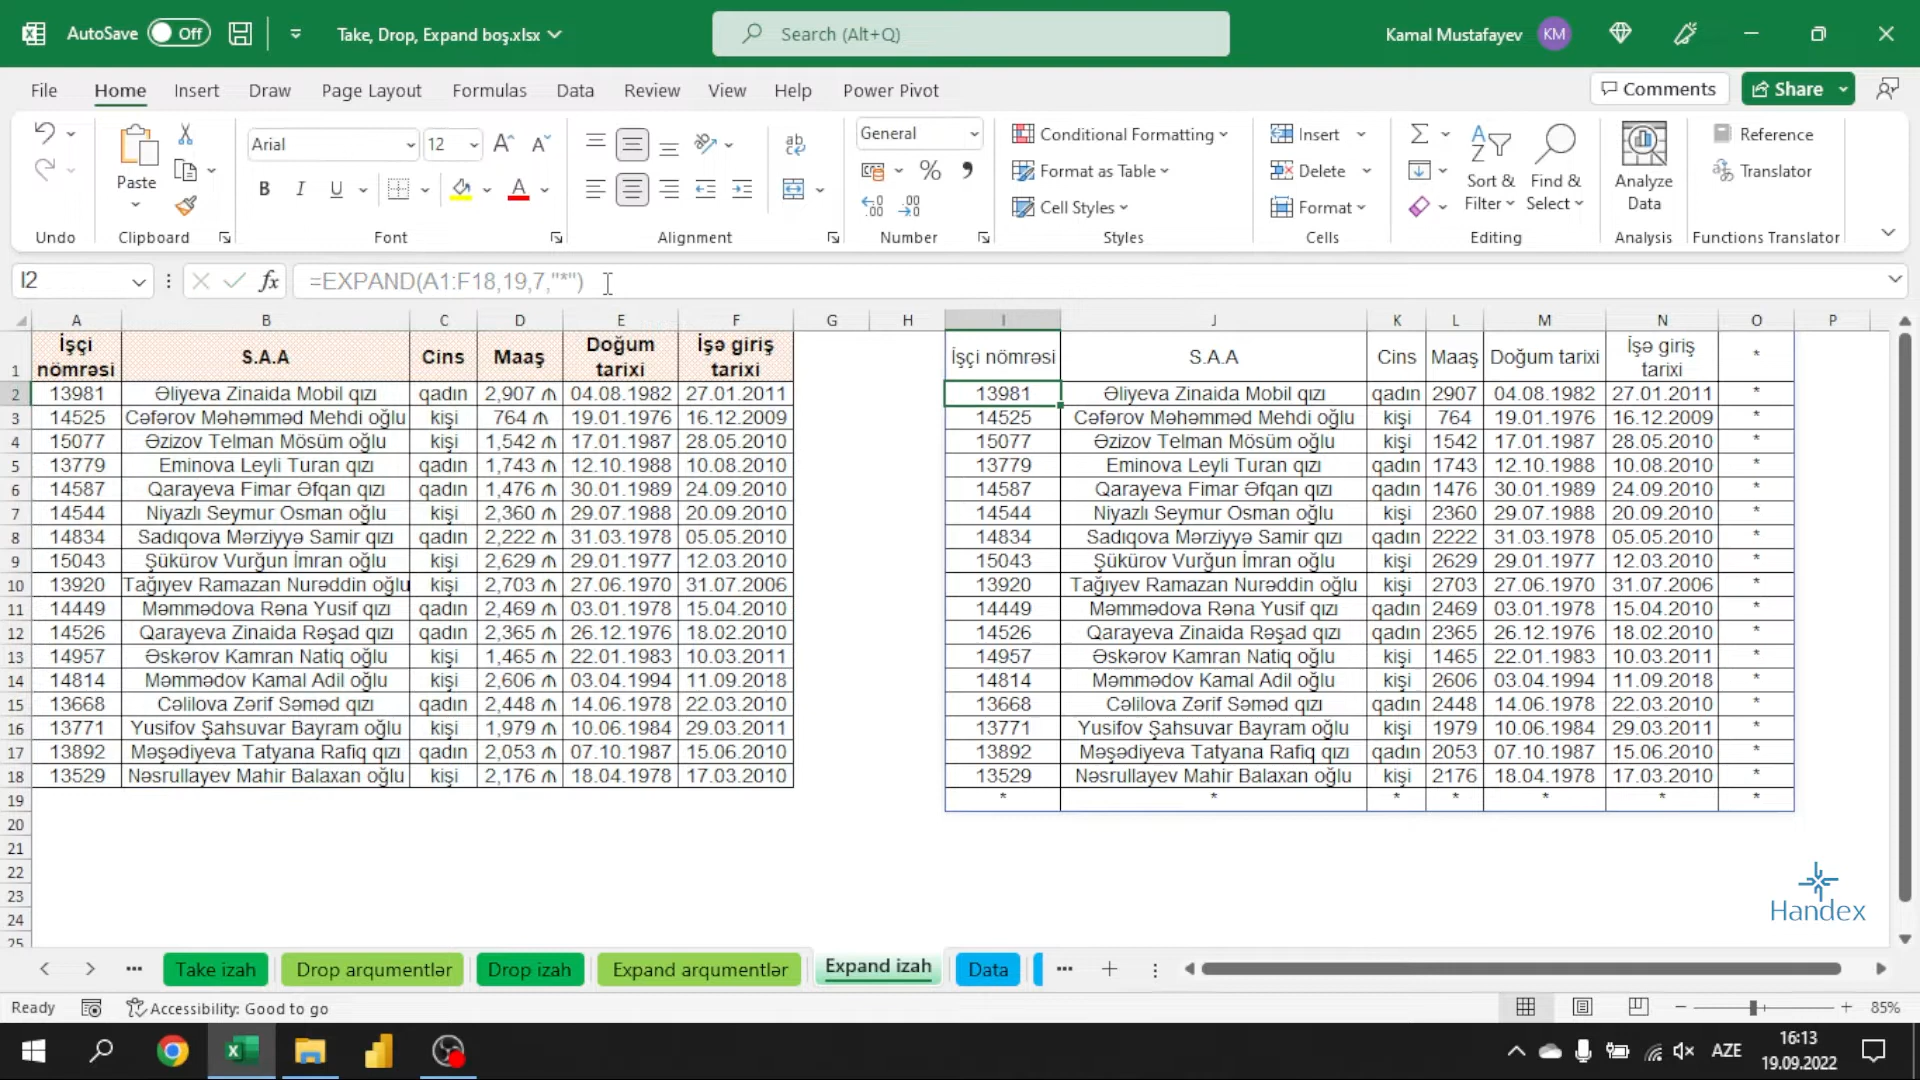 AutoSave Off Take, Drop, Expand boş.xlsx Search (Alt+Q) Kamal Mustafayev KM
File Home Insert Draw Page Layout Formulas Data Review View Help Power Pivot Comments Share
Paste Arial 12 General Conditional Formatting Insert Sort & Filter Find & Select Analyze Data Reference
B I U Format as Table Delete Translator
Cell Styles Format
Undo Clipboard Font Alignment Number Styles Cells Editing Analysis Functions Translator
I2 fx =EXPAND(A1:F18,19,7,"*")
A B C D E F G H I J K L M N O P
1 İşçi nömrəsi S.A.A Cins Maaş Doğum tarixi İşə giriş tarixi İşçi nömrəsi S.A.A Cins Maaş Doğum tarixi İşə giriş tarixi *
2 13981 Əliyeva Zinaida Mobil qızı qadın 2,907 ₼ 04.08.1982 27.01.2011 13981 Əliyeva Zinaida Mobil qızı qadın 2907 04.08.1982 27.01.2011 *
3 14525 Cəfərov Məhəmməd Mehdi oğlu kişi 764 ₼ 19.01.1976 16.12.2009 14525 Cəfərov Məhəmməd Mehdi oğlu kişi 764 19.01.1976 16.12.2009 *
4 15077 Əzizov Telman Mösüm oğlu kişi 1,542 ₼ 17.01.1987 28.05.2010 15077 Əzizov Telman Mösüm oğlu kişi 1542 17.01.1987 28.05.2010 *
5 13779 Eminova Leyli Turan qızı qadın 1,743 ₼ 12.10.1988 10.08.2010 13779 Eminova Leyli Turan qızı qadın 1743 12.10.1988 10.08.2010 *
6 14587 Qarayeva Fimar Əfqan qızı qadın 1,476 ₼ 30.01.1989 24.09.2010 14587 Qarayeva Fimar Əfqan qızı qadın 1476 30.01.1989 24.09.2010 *
7 14544 Niyazlı Seymur Osman oğlu kişi 2,360 ₼ 29.07.1988 20.09.2010 14544 Niyazlı Seymur Osman oğlu kişi 2360 29.07.1988 20.09.2010 *
8 14834 Sadıqova Mərziyyə Samir qızı qadın 2,222 ₼ 31.03.1978 05.05.2010 14834 Sadıqova Mərziyyə Samir qızı qadın 2222 31.03.1978 05.05.2010 *
9 15043 Şükürov Vurğun İmran oğlu kişi 2,629 ₼ 29.01.1977 12.03.2010 15043 Şükürov Vurğun İmran oğlu kişi 2629 29.01.1977 12.03.2010 *
10 13920 Tağıyev Ramazan Nurəddin oğlu kişi 2,703 ₼ 27.06.1970 31.07.2006 13920 Tağıyev Ramazan Nurəddin oğlu kişi 2703 27.06.1970 31.07.2006 *
11 14449 Məmmədova Rəna Yusif qızı qadın 2,469 ₼ 03.01.1978 15.04.2010 14449 Məmmədova Rəna Yusif qızı qadın 2469 03.01.1978 15.04.2010 *
12 14526 Qarayeva Zinaida Rəşad qızı qadın 2,365 ₼ 26.12.1976 18.02.2010 14526 Qarayeva Zinaida Rəşad qızı qadın 2365 26.12.1976 18.02.2010 *
13 14957 Əskərov Kamran Natiq oğlu kişi 1,465 ₼ 22.01.1983 10.03.2011 14957 Əskərov Kamran Natiq oğlu kişi 1465 22.01.1983 10.03.2011 *
14 14814 Məmmədov Kamal Adil oğlu kişi 2,606 ₼ 03.04.1994 11.09.2018 14814 Məmmədov Kamal Adil oğlu kişi 2606 03.04.1994 11.09.2018 *
15 13668 Cəlilova Zərif Səməd qızı qadın 2,448 ₼ 14.06.1978 22.03.2010 13668 Cəlilova Zərif Səməd qızı qadın 2448 14.06.1978 22.03.2010 *
16 13771 Yusifov Şahsuvar Bayram oğlu kişi 1,979 ₼ 10.06.1984 29.03.2011 13771 Yusifov Şahsuvar Bayram oğlu kişi 1979 10.06.1984 29.03.2011 *
17 13892 Məşədiyeva Tatyana Rafiq qızı qadın 2,053 ₼ 07.10.1987 15.06.2010 13892 Məşədiyeva Tatyana Rafiq qızı qadın 2053 07.10.1987 15.06.2010 *
18 13529 Nəsrullayev Mahir Balaxan oğlu kişi 2,176 ₼ 18.04.1978 17.03.2010 13529 Nəsrullayev Mahir Balaxan oğlu kişi 2176 18.04.1978 17.03.2010 *
19 * * * * * * *
20
21
22
23
24
25
Handex
Take izah Drop arqumentlər Drop izah Expand arqumentlər Expand izah Data
Ready Accessibility: Good to go 85%
AZE 16:13
19.09.2022